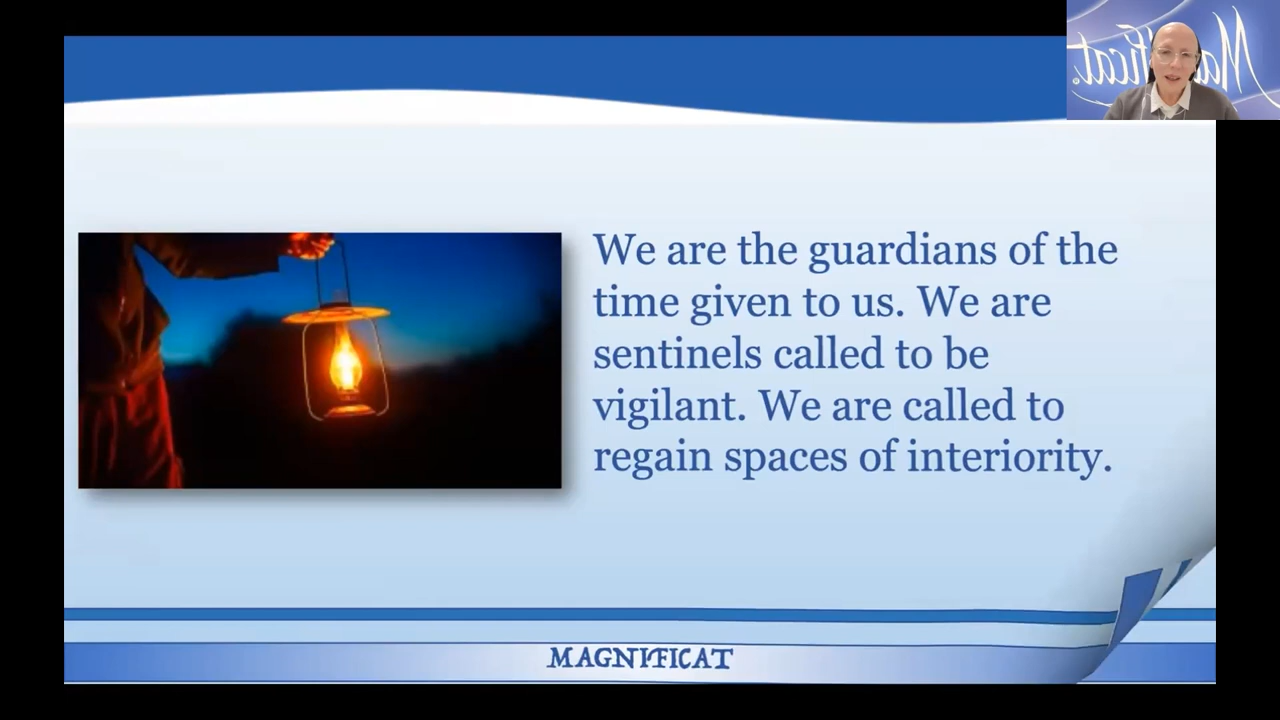 Magnificat
We are the guardians of the
time given to us. We are
sentinels called to be
vigilant. We are called to
regain spaces of interiority.
MAGNIFICAT